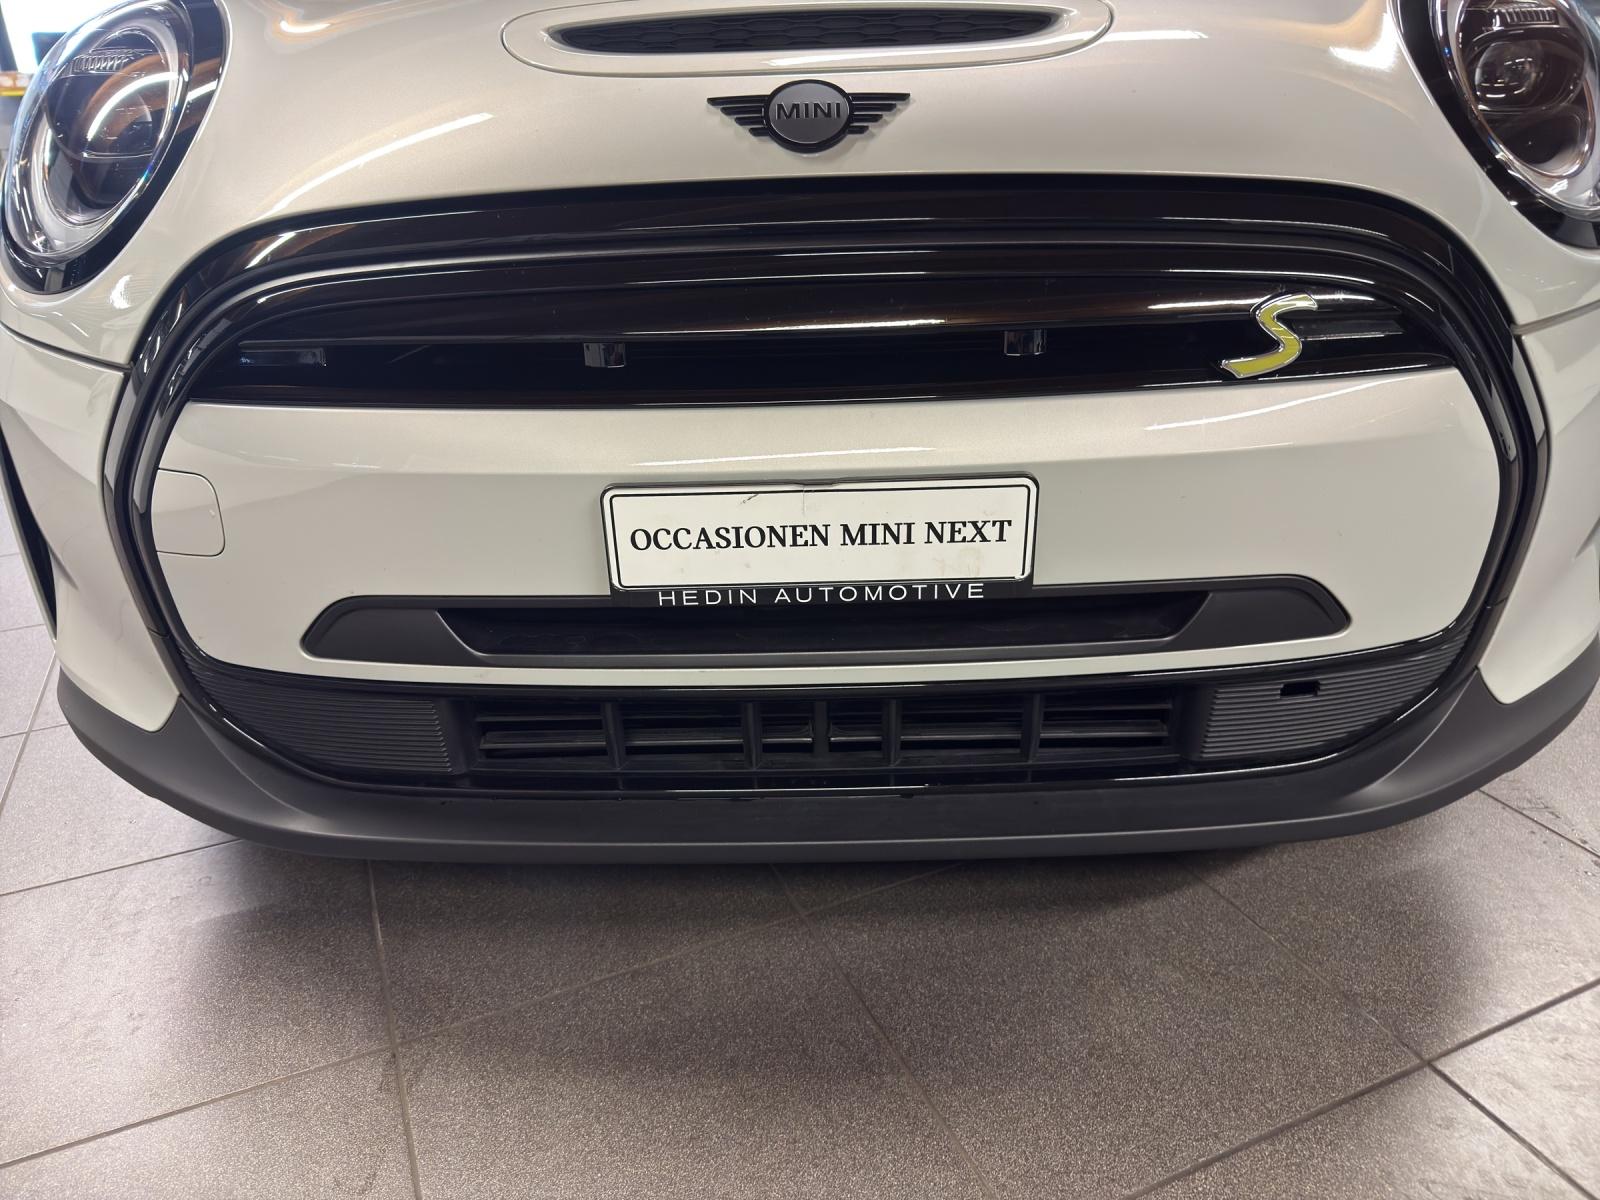 MINI
S
OCCASIONEN MINI NEXT
HEDIN AUTOMOTIVE